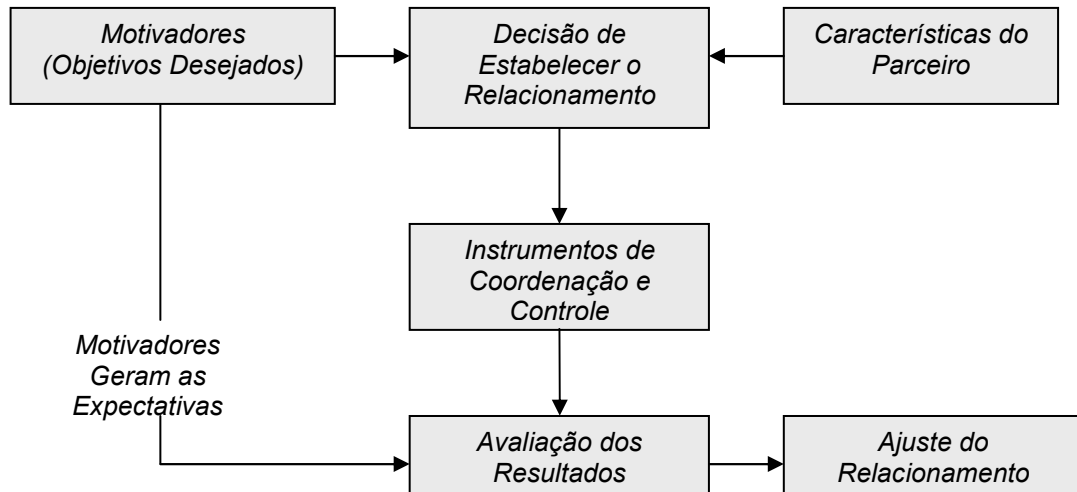 Motivadores
(Objetivos Desejados)
Decisão de
Estabelecer o
Relacionamento
Características do
Parceiro
Instrumentos de
Coordenação e
Controle
Motivadores
Geram as
Expectativas
Avaliação dos
Resultados
Ajuste do
Relacionamento